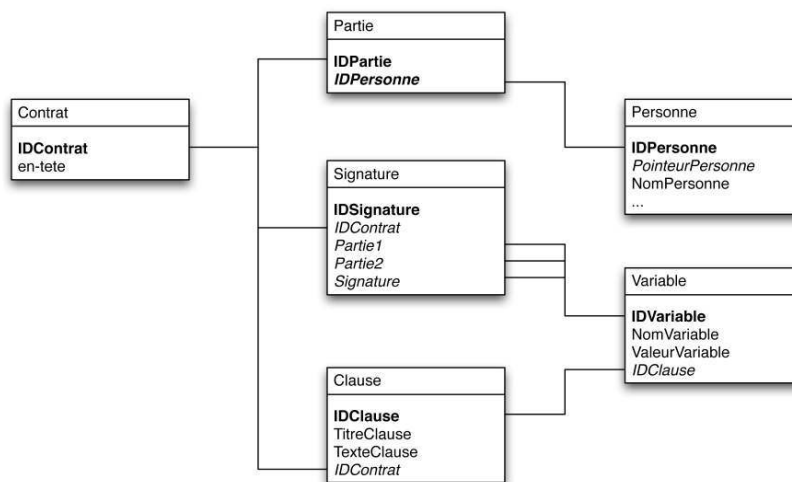 Partie
IDPartie
IDPersonne
Contrat
IDContrat
en-tete
Personne
IDPersonne
PointeurPersonne
NomPersonne
...
Signature
IDSignature
IDContrat
Partie1
Partie2
Signature
Variable
IDVariable
NomVariable
ValeurVariable
IDClause
Clause
IDClause
TitreClause
TexteClause
IDContrat